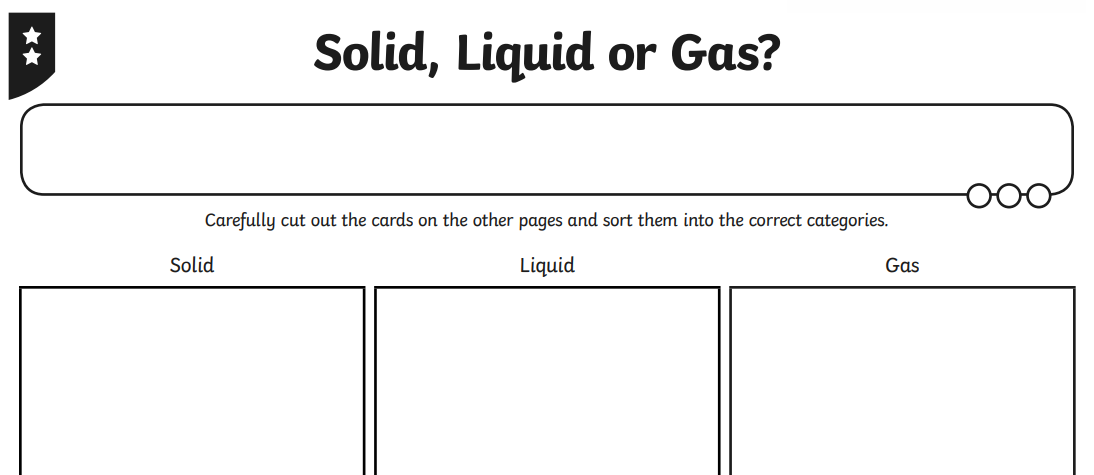 Solid, Liquid or Gas?
Carefully cut out the cards on the other pages and sort them into the correct categories.
Solid
Liquid
Gas